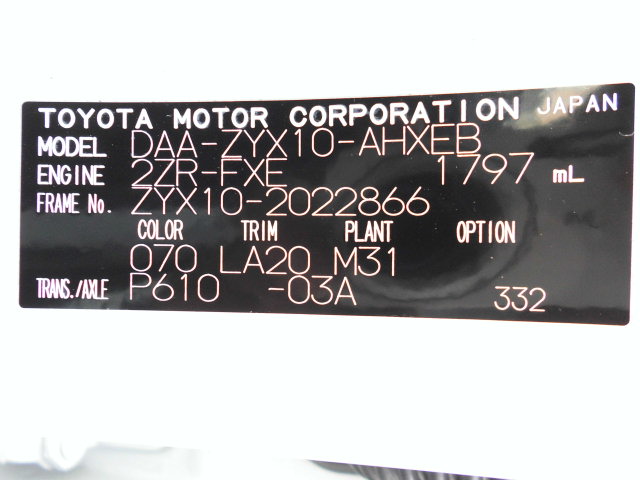 TOYOTA MOTOR CORPORATION JAPAN
MODEL DAA-ZYX10-AHXEB
ENGINE 2ZR-FXE 1797 mL
FRAME No. ZYX10-2022866
COLOR TRIM PLANT OPTION
070 LA20 M31
TRANS./AXLE P610 -03A 332